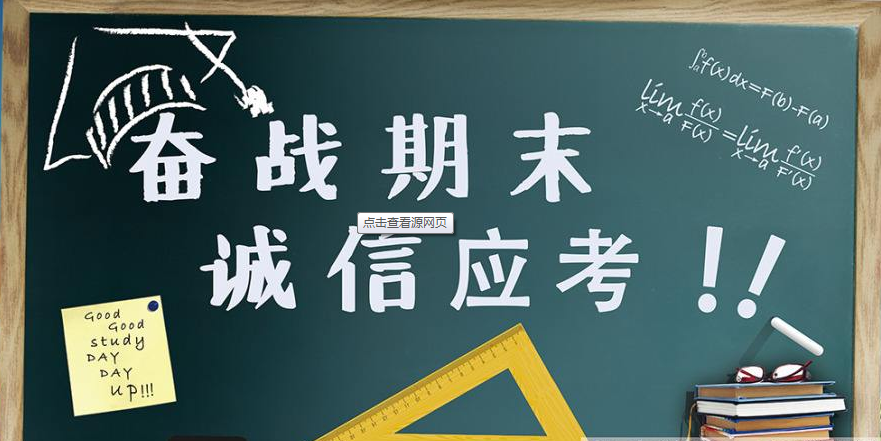 ∫ₐᵇf(x)dx=F(b)-F(a)
lim x→a f(x)/F(x) =lim x→a f'(x)/F'(x)
奋战期末
点击查看源网页
诚信应考!!
Good
Good
study
DAY
DAY
UP!!!